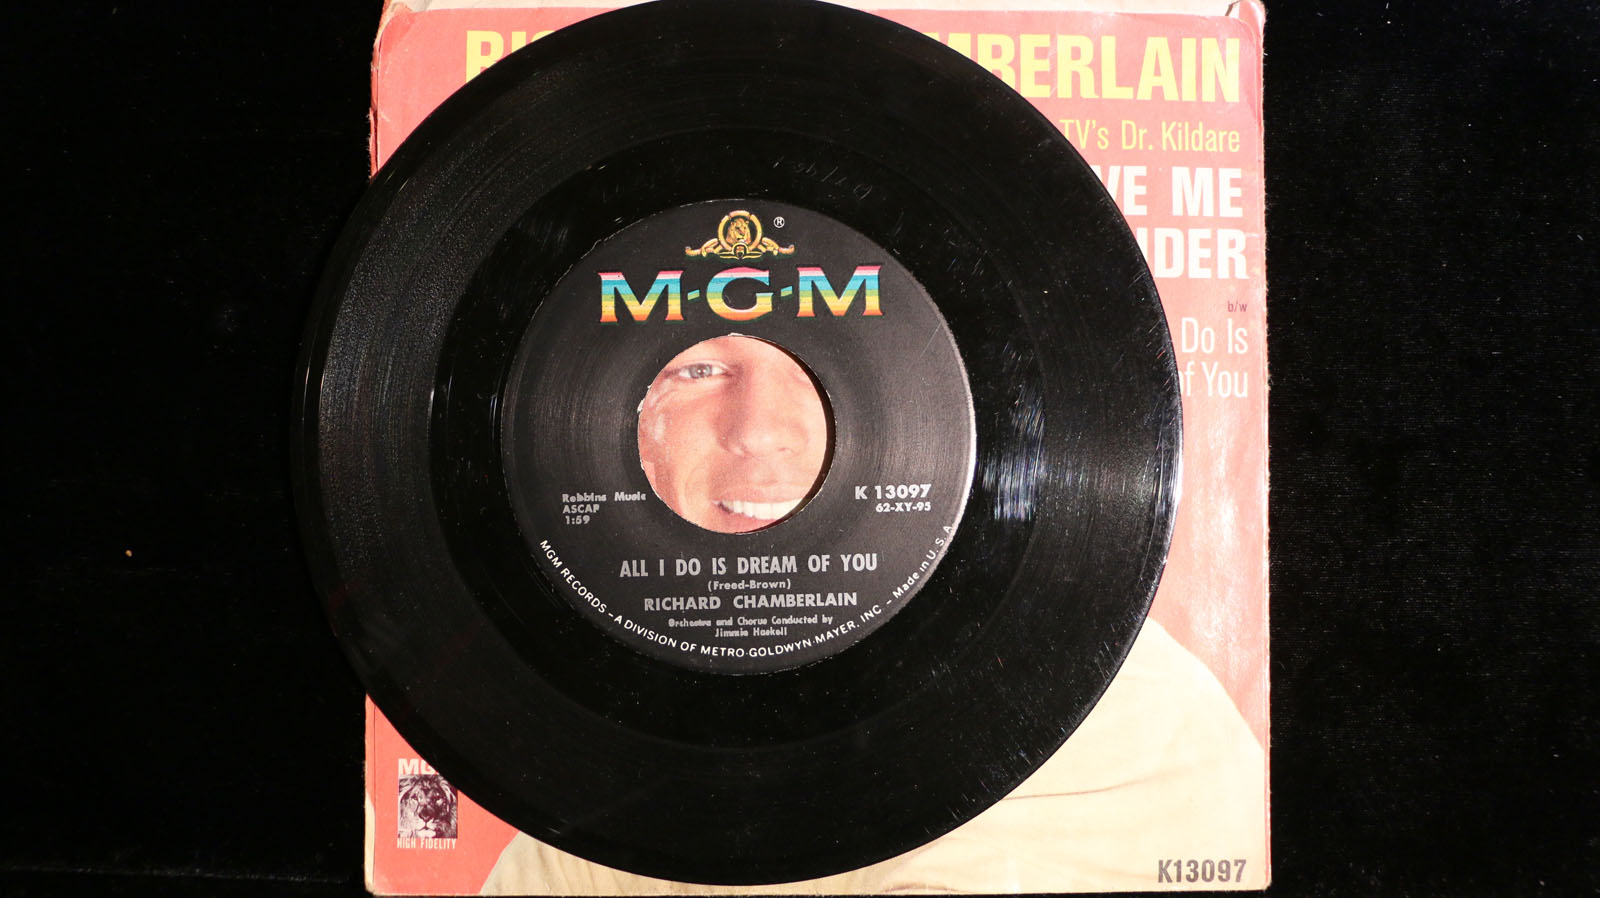 BERLAIN
TV's Dr. Kildare
VE ME
DER
b/w
Do Is
of You
®
M-G-M
Robbins Music
ASCAP
1:59
K 13097
62-XY-95
ALL I DO IS DREAM OF YOU
(Freed-Brown)
RICHARD CHAMBERLAIN
Orchestra and Chorus Conducted by
Jimmie Haskell
MGM RECORDS – A DIVISION OF METRO-GOLDWYN-MAYER, INC. – Made in U.S.A.
MG
HIGH FIDELITY
K13097